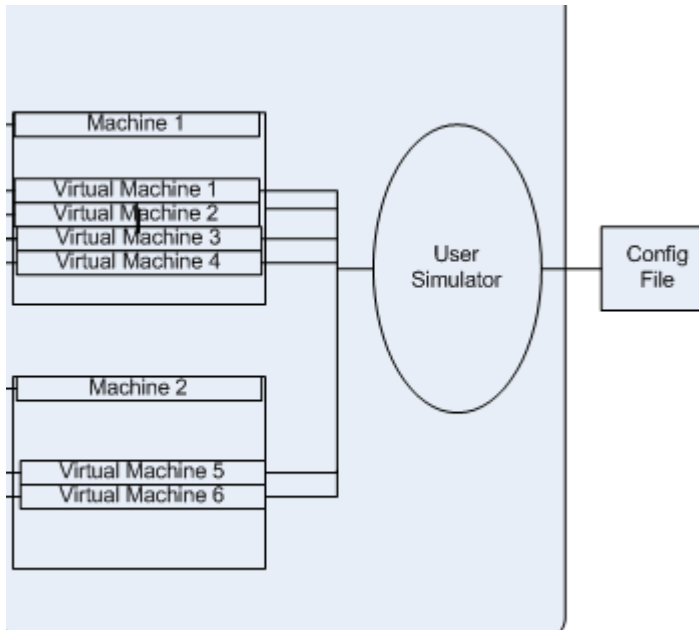 Machine 1
Virtual Machine 1
Virtual Machine 2
Virtual Machine 3
Virtual Machine 4
User
Simulator
Config
File
Machine 2
Virtual Machine 5
Virtual Machine 6